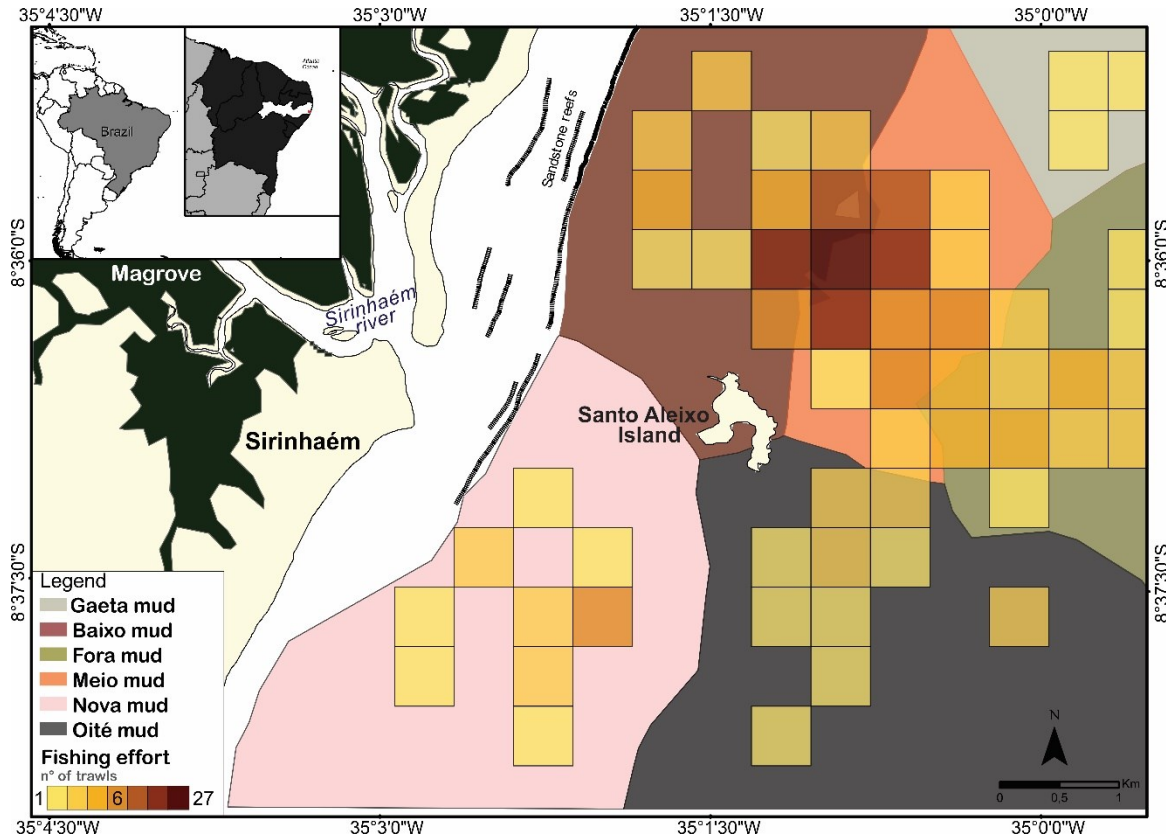 35°4'30"W 35°3'0"W 35°1'30"W 35°0'0"W
Brazil
Sandstone reefs
8°36'0"S 8°36'0"S
Magrove
Sirinhaém
river
Santo Aleixo
Island
Sirinhaém
8°37'30"S 8°37'30"S
Legend
Gaeta mud
Baixo mud
Fora mud
Meio mud
Nova mud
Oité mud
Fishing effort
n° of trawls
1 6 27
N
Km
0 0.5 1
35°4'30"W 35°3'0"W 35°1'30"W 35°0'0"W